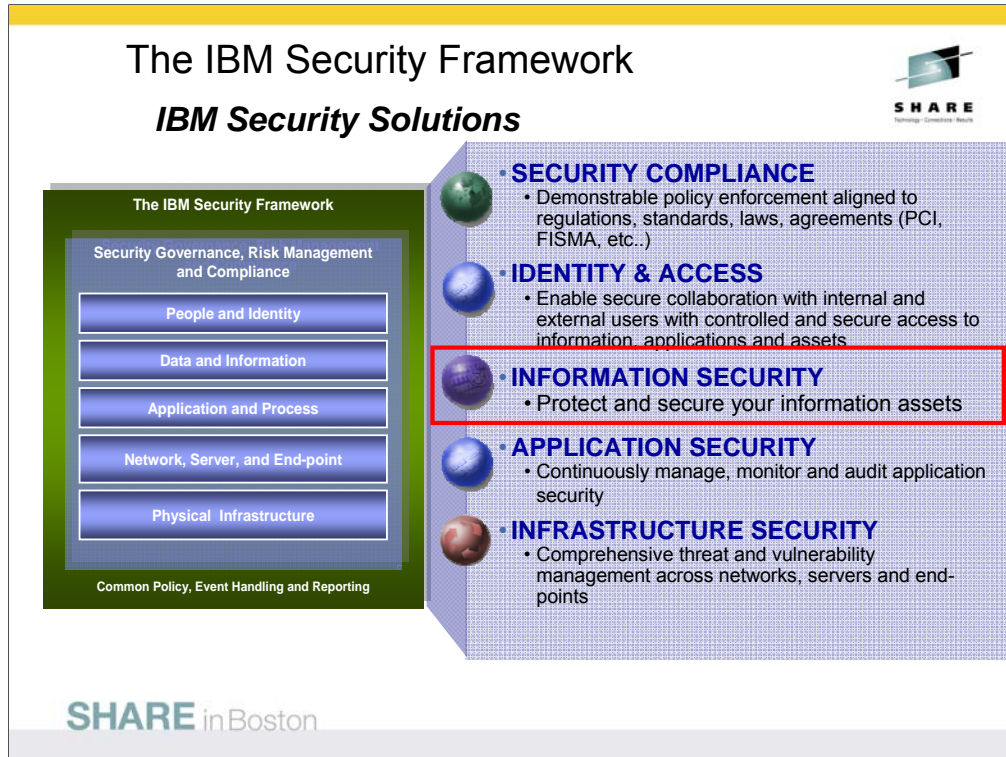 The IBM Security Framework
IBM Security Solutions
SHARE
Technology · Connections · Results
The IBM Security Framework
Security Governance, Risk Management
and Compliance
People and Identity
Data and Information
Application and Process
Network, Server, and End-point
Physical Infrastructure
Common Policy, Event Handling and Reporting
• SECURITY COMPLIANCE
• Demonstrable policy enforcement aligned to
regulations, standards, laws, agreements (PCI,
FISMA, etc..)
• IDENTITY & ACCESS
• Enable secure collaboration with internal and
external users with controlled and secure access to
information, applications and assets
• INFORMATION SECURITY
• Protect and secure your information assets
• APPLICATION SECURITY
• Continuously manage, monitor and audit application
security
• INFRASTRUCTURE SECURITY
• Comprehensive threat and vulnerability
management across networks, servers and end-
points
SHARE in Boston